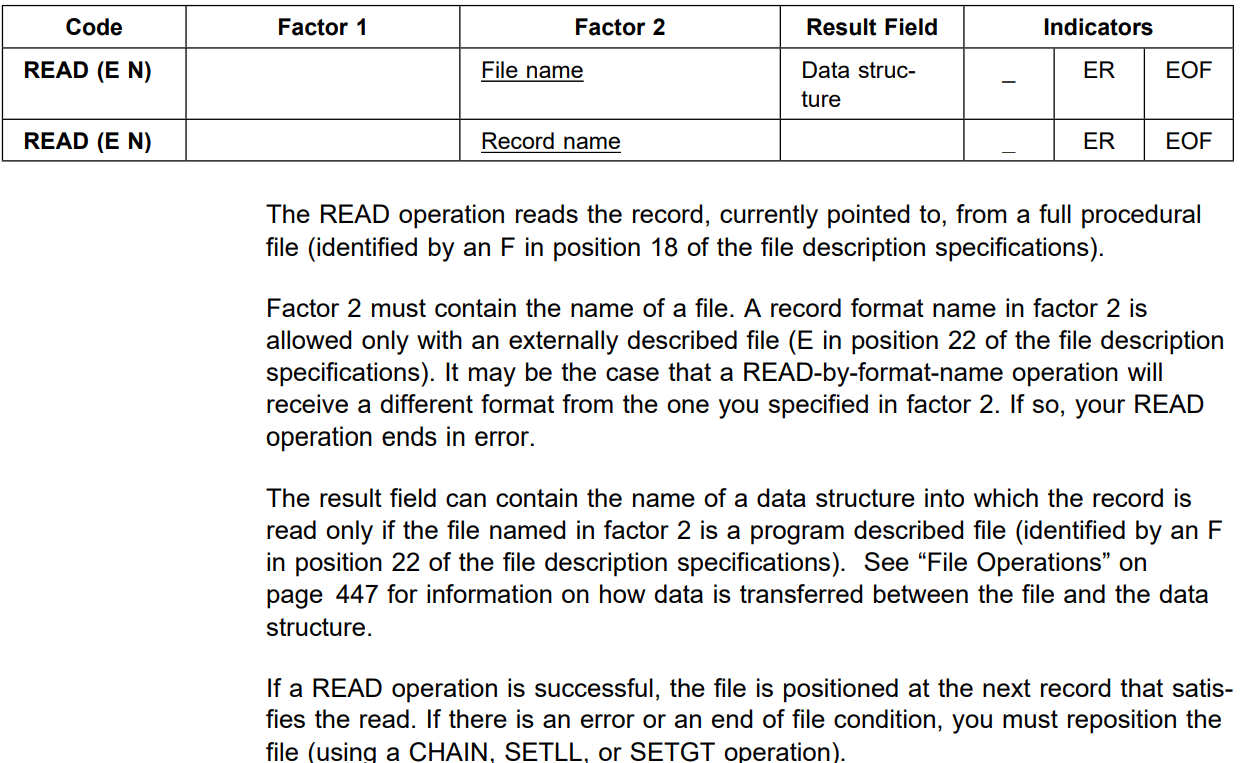 Code Factor 1 Factor 2 Result Field Indicators
READ (E N) File name Data struc- _ ER EOF
ture
READ (E N) Record name _ ER EOF
The READ operation reads the record, currently pointed to, from a full procedural
file (identified by an F in position 18 of the file description specifications).
Factor 2 must contain the name of a file. A record format name in factor 2 is
allowed only with an externally described file (E in position 22 of the file description
specifications). It may be the case that a READ-by-format-name operation will
receive a different format from the one you specified in factor 2. If so, your READ
operation ends in error.
The result field can contain the name of a data structure into which the record is
read only if the file named in factor 2 is a program described file (identified by an F
in position 22 of the file description specifications). See “File Operations” on
page 447 for information on how data is transferred between the file and the data
structure.
If a READ operation is successful, the file is positioned at the next record that satis-
fies the read. If there is an error or an end of file condition, you must reposition the
file (using a CHAIN, SETLL, or SETGT operation).